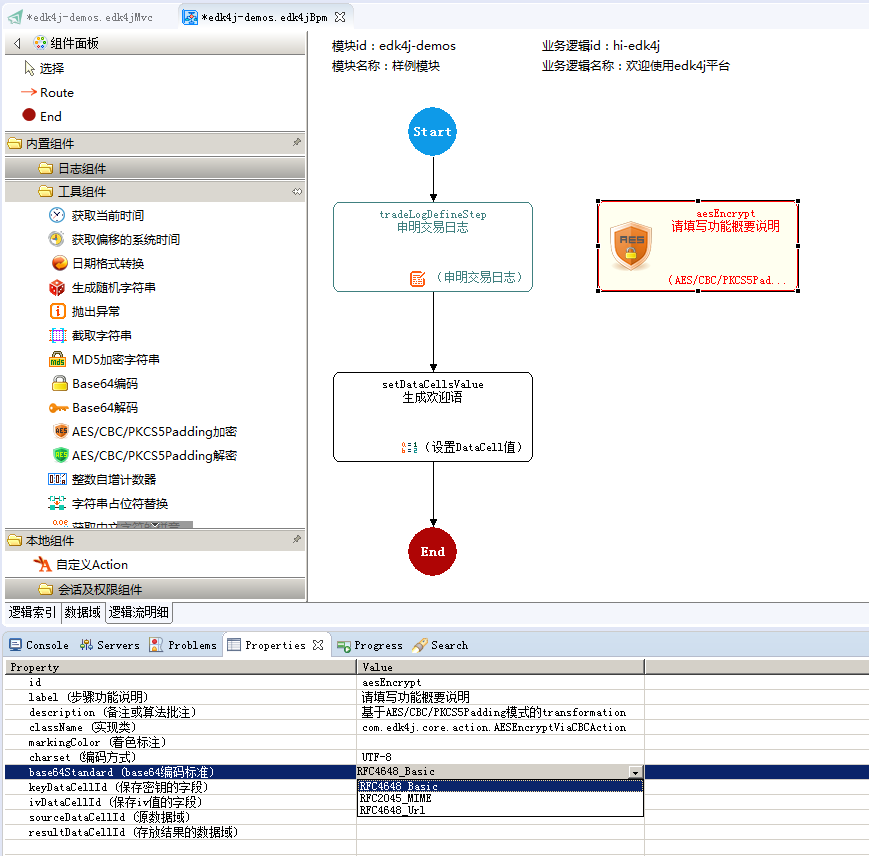 *edk4j-demos.edk4jMvc
*edk4j-demos.edk4jBpm
组件面板
选择
Route
End
内置组件
日志组件
工具组件
获取当前时间
获取偏移的系统时间
日期格式转换
生成随机字符串
抛出异常
截取字符串
MD5加密字符串
Base64编码
Base64解码
AES/CBC/PKCS5Padding加密
AES/CBC/PKCS5Padding解密
整数自增计数器
字符串占位符替换
本地组件
自定义Action
会话及权限组件
模块id：edk4j-demos
业务逻辑id：hi-edk4j
模块名称：样例模块
业务逻辑名称：欢迎使用edk4j平台
Start
tradeLogDefineStep
申明交易日志
（申明交易日志）
aesEncrypt
请填写功能概要说明
AES
（AES/CBC/PKCS5Pad...
setDataCellsValue
生成欢迎语
（设置DataCell值）
End
逻辑索引 数据域 逻辑流明细
Console Servers Problems Properties Progress Search
Property Value
id aesEncrypt
label（步骤功能说明） 请填写功能概要说明
description（备注或算法批注） 基于AES/CBC/PKCS5Padding模式的transformation
className（实现类） com.edk4j.core.action.AESEncryptViaCBCAction
markingColor（着色标注）
charset（编码方式） UTF-8
base64Standard（base64编码标准） RFC4648_Basic
keyDataCellId（保存密钥的字段） RFC4648_Basic
ivDataCellId（保存iv值的字段） RFC2045_MIME
sourceDataCellId（源数据域） RFC4648_Url
resultDataCellId（存放结果的数据域）